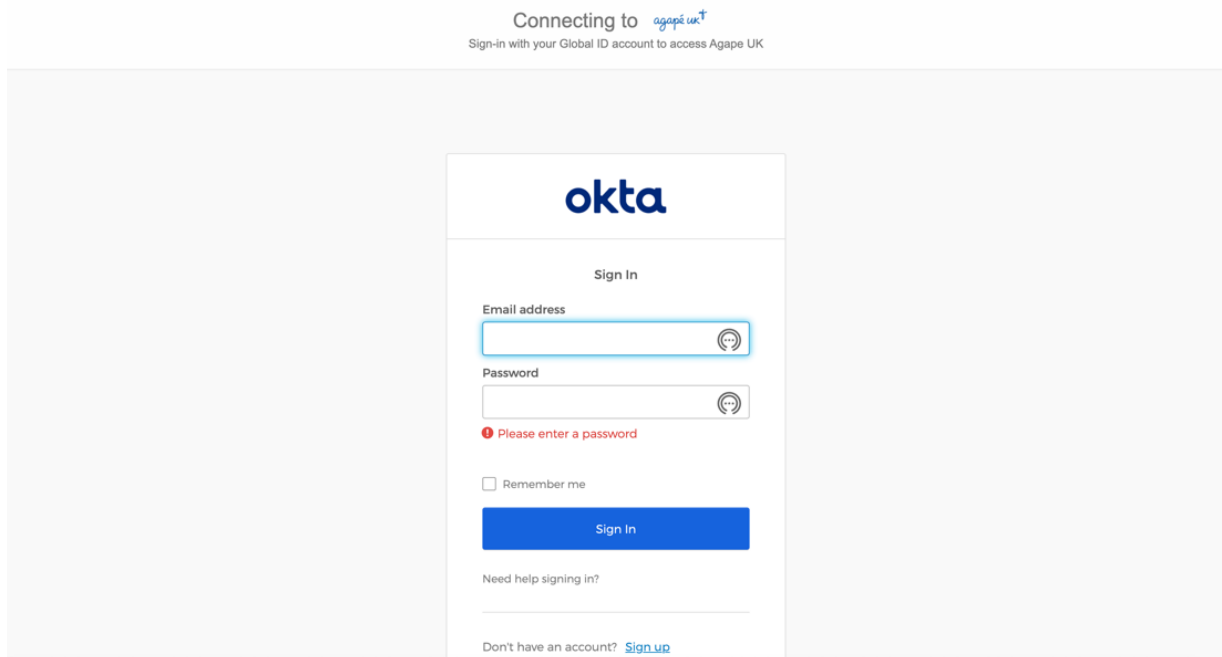 Connecting to agapé uk
Sign-in with your Global ID account to access Agape UK
okta
Sign In
Email address
Password
Please enter a password
Remember me
Sign In
Need help signing in?
Don't have an account? Sign up